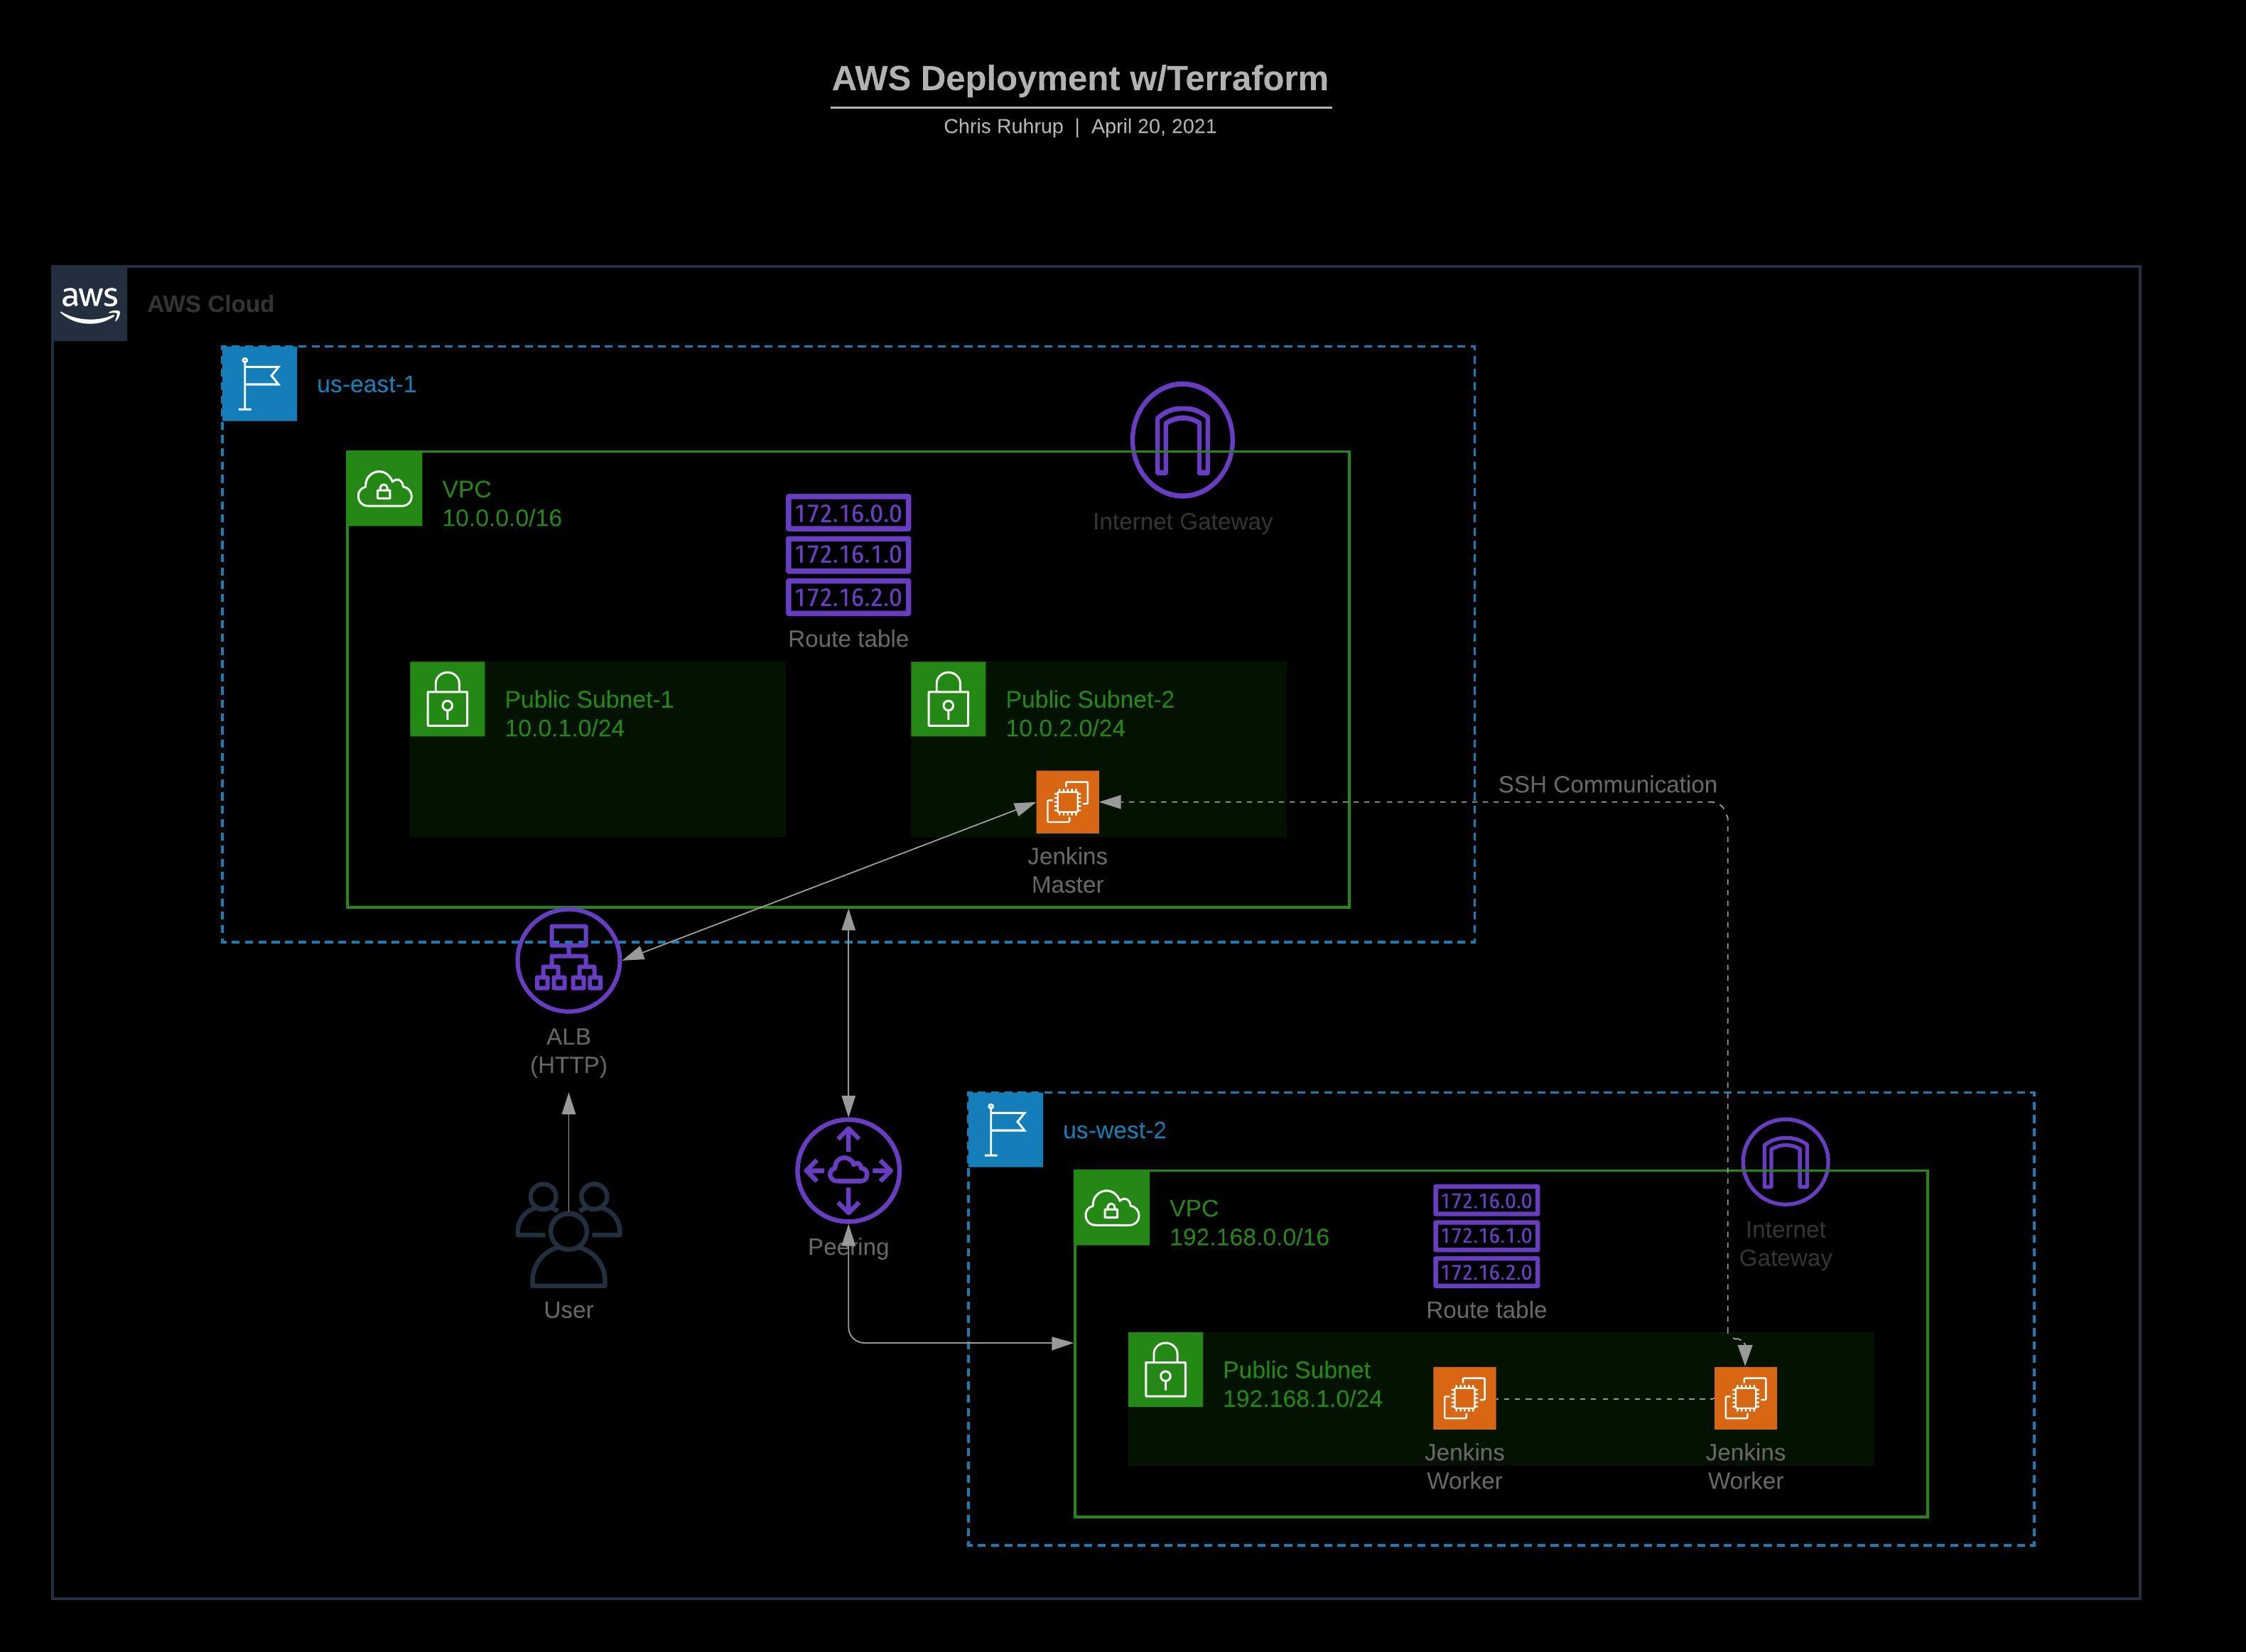 AWS Deployment w/Terraform
Chris Ruhrup | April 20, 2021
aws
AWS Cloud
us-east-1
VPC
10.0.0.0/16
172.16.0.0
172.16.1.0
172.16.2.0
Route table
Internet Gateway
Public Subnet-1
10.0.1.0/24
Public Subnet-2
10.0.2.0/24
Jenkins
Master
SSH Communication
ALB
(HTTP)
User
Peering
us-west-2
VPC
192.168.0.0/16
172.16.0.0
172.16.1.0
172.16.2.0
Route table
Internet
Gateway
Public Subnet
192.168.1.0/24
Jenkins
Worker
Jenkins
Worker